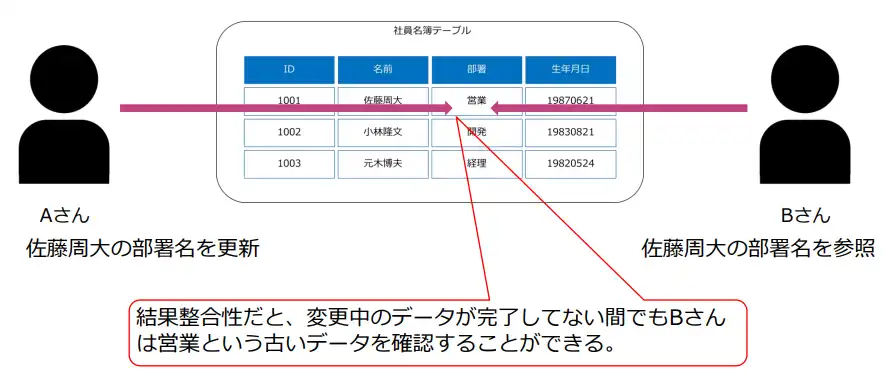 社員名簿テーブル
ID 名前 部署 生年月日
1001 佐藤周大 営業 19870621
1002 小林隆文 開発 19830821
1003 元木博夫 経理 19820524
Aさん
Bさん
佐藤周大の部署名を更新
佐藤周大の部署名を参照
結果整合性だと、変更中のデータが完了してない間でもBさん
は営業という古いデータを確認することができる。